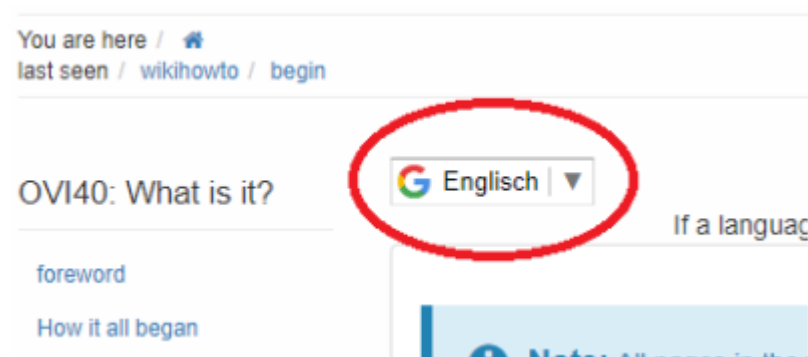 You are here /
last seen / wikihowto / begin
OVI40: What is it?
Englisch
If a languag
foreword
How it all began
Note: